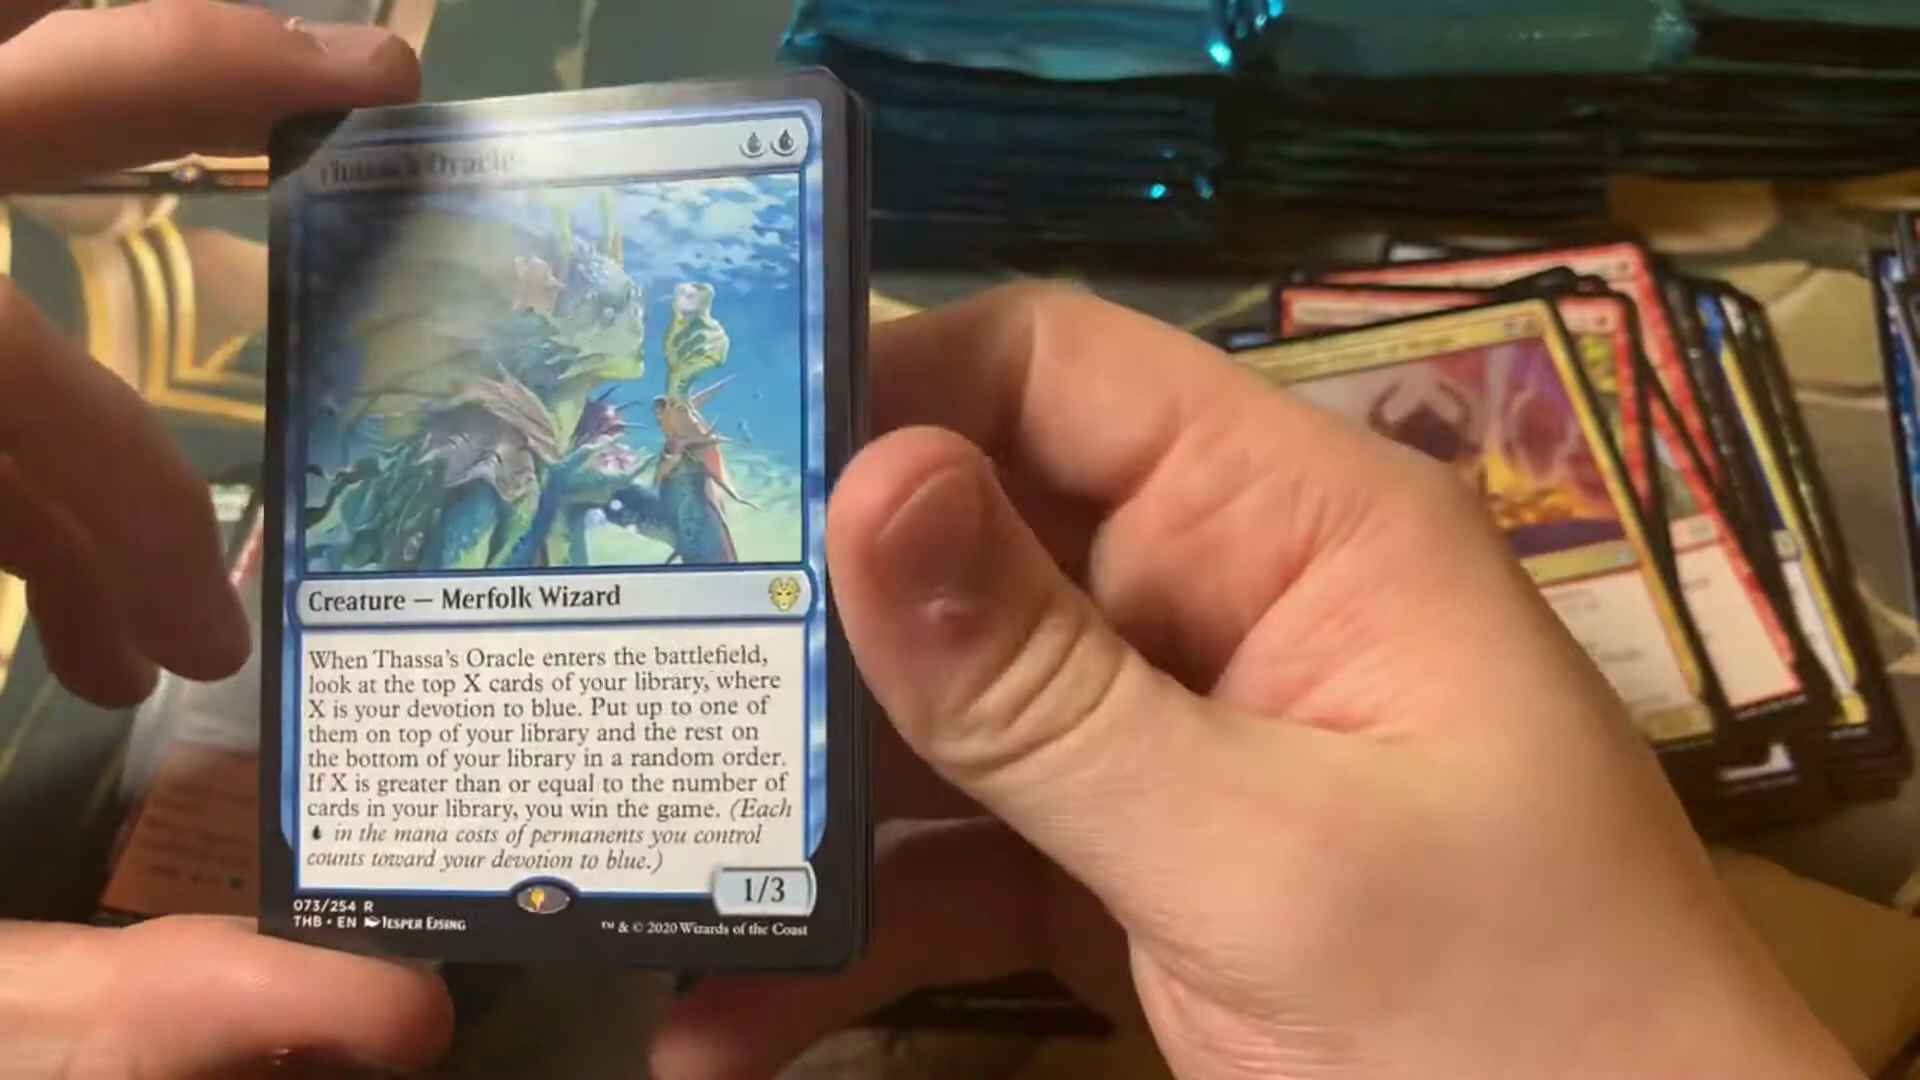 Thassa's Oracle
Creature — Merfolk Wizard
When Thassa's Oracle enters the battlefield,
look at the top X cards of your library, where
X is your devotion to blue. Put up to one of
them on top of your library and the rest on
the bottom of your library in a random order.
If X is greater than or equal to the number of
cards in your library, you win the game. (Each
in the mana costs of permanents you control
counts toward your devotion to blue.)
1/3
073/254 R
THB • EN JESPER EJSING
™ & © 2020 Wizards of the Coast